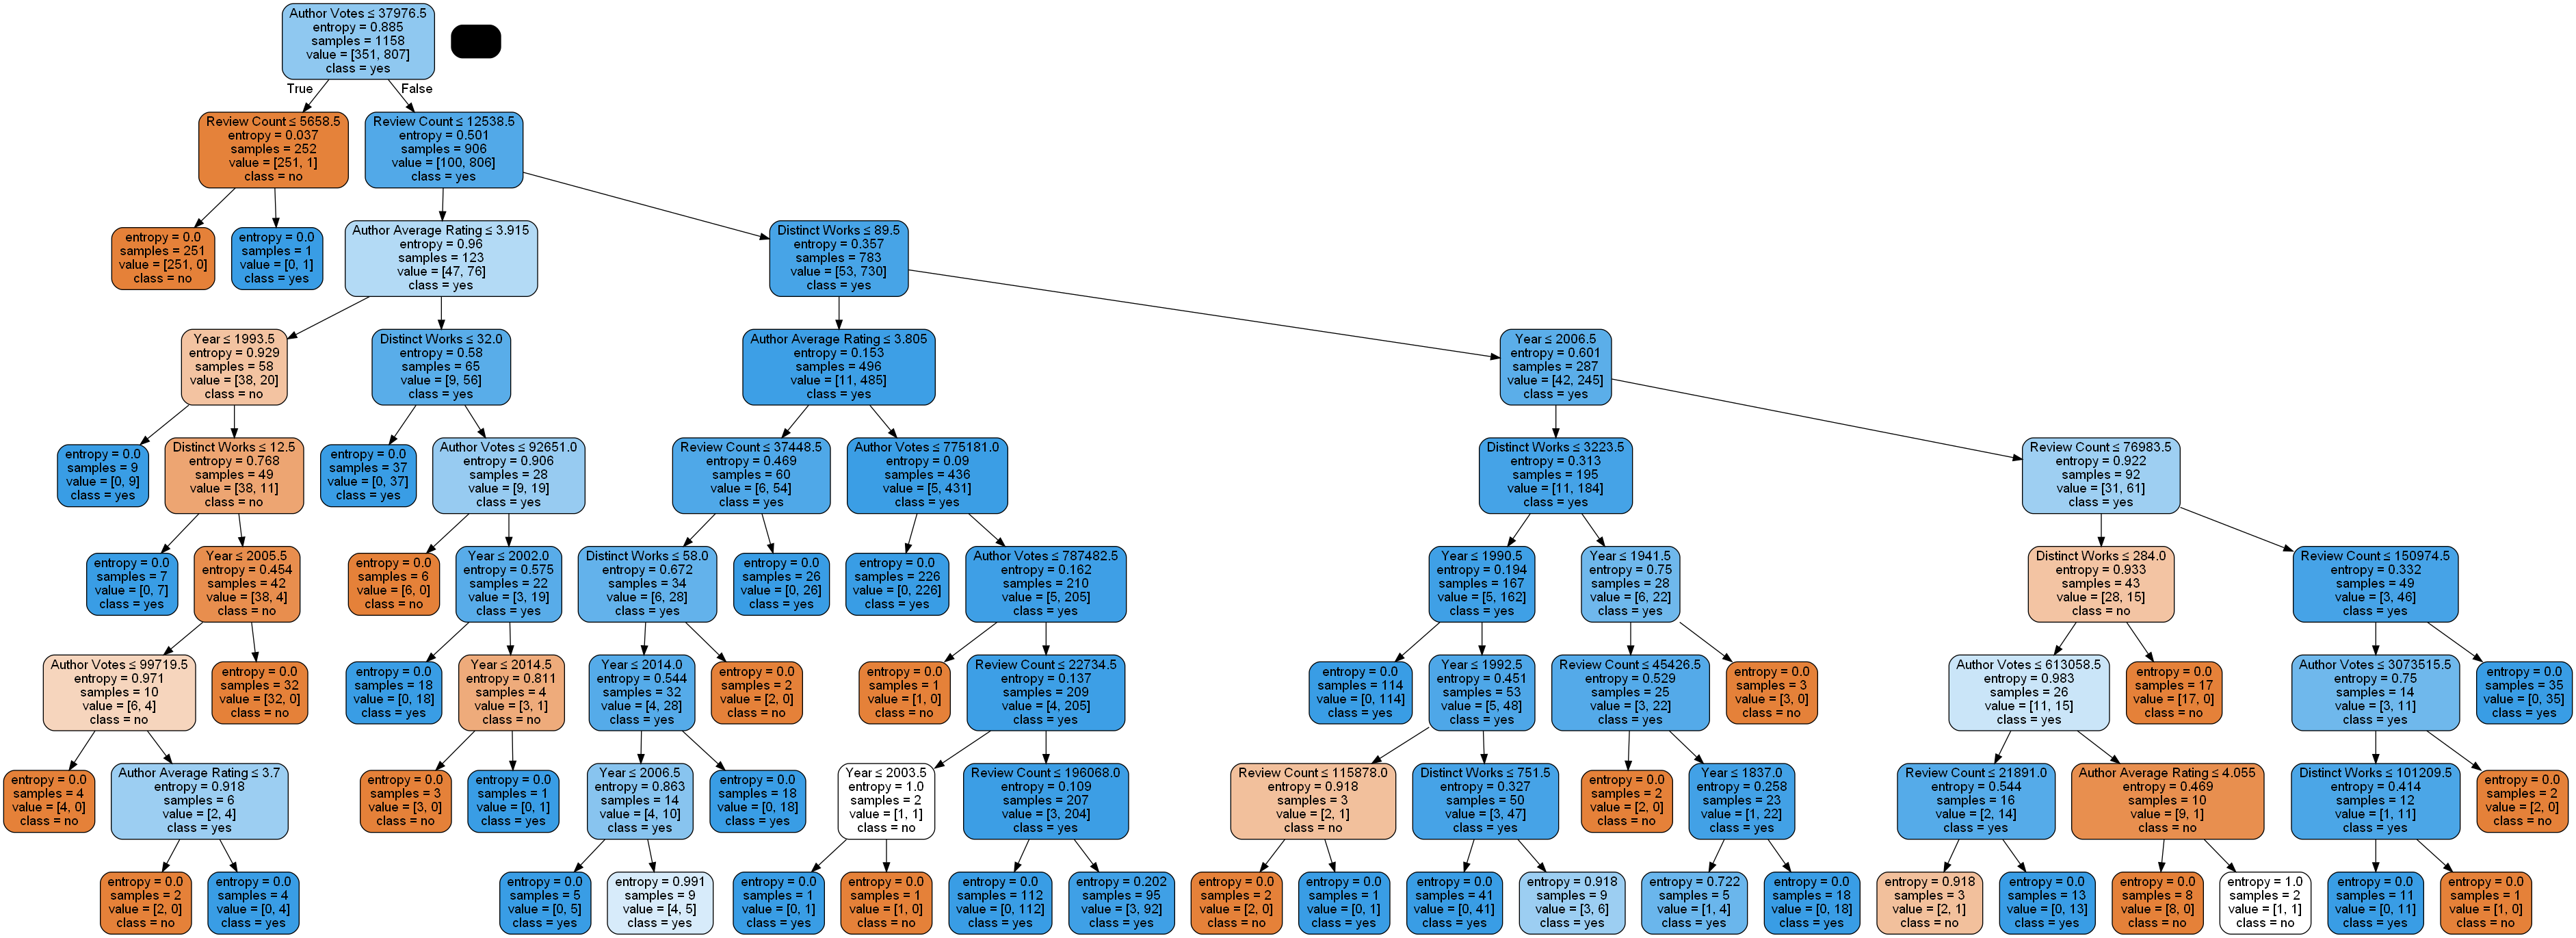 Author Votes ≤ 37976.5
entropy = 0.885
samples = 1158
value = [351, 807]
class = yes
True
False
Review Count ≤ 5658.5
entropy = 0.037
samples = 252
value = [251, 1]
class = no
Review Count ≤ 12538.5
entropy = 0.501
samples = 906
value = [100, 806]
class = yes
entropy = 0.0
samples = 251
value = [251, 0]
class = no
entropy = 0.0
samples = 1
value = [0, 1]
class = yes
Author Average Rating ≤ 3.915
entropy = 0.96
samples = 123
value = [47, 76]
class = yes
Distinct Works ≤ 89.5
entropy = 0.357
samples = 783
value = [53, 730]
class = yes
Year ≤ 1993.5
entropy = 0.929
samples = 58
value = [38, 20]
class = no
Distinct Works ≤ 32.0
entropy = 0.58
samples = 65
value = [9, 56]
class = yes
Author Average Rating ≤ 3.805
entropy = 0.153
samples = 496
value = [11, 485]
class = yes
Year ≤ 2006.5
entropy = 0.601
samples = 287
value = [42, 245]
class = yes
entropy = 0.0
samples = 9
value = [0, 9]
class = yes
Distinct Works ≤ 12.5
entropy = 0.768
samples = 49
value = [38, 11]
class = no
entropy = 0.0
samples = 37
value = [0, 37]
class = yes
Author Votes ≤ 92651.0
entropy = 0.906
samples = 28
value = [9, 19]
class = yes
Review Count ≤ 37448.5
entropy = 0.469
samples = 60
value = [6, 54]
class = yes
Author Votes ≤ 775181.0
entropy = 0.09
samples = 436
value = [5, 431]
class = yes
Distinct Works ≤ 3223.5
entropy = 0.313
samples = 195
value = [11, 184]
class = yes
Review Count ≤ 76983.5
entropy = 0.922
samples = 92
value = [31, 61]
class = yes
entropy = 0.0
samples = 7
value = [0, 7]
class = yes
Year ≤ 2005.5
entropy = 0.454
samples = 42
value = [38, 4]
class = no
entropy = 0.0
samples = 6
value = [6, 0]
class = no
Year ≤ 2002.0
entropy = 0.575
samples = 22
value = [3, 19]
class = yes
Distinct Works ≤ 58.0
entropy = 0.672
samples = 34
value = [6, 28]
class = yes
entropy = 0.0
samples = 26
value = [0, 26]
class = yes
entropy = 0.0
samples = 226
value = [0, 226]
class = yes
Author Votes ≤ 787482.5
entropy = 0.162
samples = 210
value = [5, 205]
class = yes
Year ≤ 1990.5
entropy = 0.194
samples = 167
value = [5, 162]
class = yes
Year ≤ 1941.5
entropy = 0.75
samples = 28
value = [6, 22]
class = yes
Distinct Works ≤ 284.0
entropy = 0.933
samples = 43
value = [28, 15]
class = no
Review Count ≤ 150974.5
entropy = 0.332
samples = 49
value = [3, 46]
class = yes
Author Votes ≤ 99719.5
entropy = 0.971
samples = 10
value = [6, 4]
class = no
entropy = 0.0
samples = 32
value = [32, 0]
class = no
entropy = 0.0
samples = 18
value = [0, 18]
class = yes
Year ≤ 2014.5
entropy = 0.811
samples = 4
value = [3, 1]
class = no
Year ≤ 2014.0
entropy = 0.544
samples = 32
value = [4, 28]
class = yes
entropy = 0.0
samples = 2
value = [2, 0]
class = no
entropy = 0.0
samples = 1
value = [1, 0]
class = no
Review Count ≤ 22734.5
entropy = 0.137
samples = 209
value = [4, 205]
class = yes
entropy = 0.0
samples = 114
value = [0, 114]
class = yes
Year ≤ 1992.5
entropy = 0.451
samples = 53
value = [5, 48]
class = yes
Review Count ≤ 45426.5
entropy = 0.529
samples = 25
value = [3, 22]
class = yes
entropy = 0.0
samples = 3
value = [3, 0]
class = no
Author Votes ≤ 613058.5
entropy = 0.983
samples = 26
value = [11, 15]
class = yes
entropy = 0.0
samples = 17
value = [17, 0]
class = no
Author Votes ≤ 3073515.5
entropy = 0.75
samples = 14
value = [3, 11]
class = yes
entropy = 0.0
samples = 35
value = [0, 35]
class = yes
entropy = 0.0
samples = 4
value = [4, 0]
class = no
Author Average Rating ≤ 3.7
entropy = 0.918
samples = 6
value = [2, 4]
class = yes
entropy = 0.0
samples = 3
value = [3, 0]
class = no
entropy = 0.0
samples = 1
value = [0, 1]
class = yes
Year ≤ 2006.5
entropy = 0.863
samples = 14
value = [4, 10]
class = yes
entropy = 0.0
samples = 18
value = [0, 18]
class = yes
Year ≤ 2003.5
entropy = 1.0
samples = 2
value = [1, 1]
class = no
Review Count ≤ 196068.0
entropy = 0.109
samples = 207
value = [3, 204]
class = yes
Review Count ≤ 115878.0
entropy = 0.918
samples = 3
value = [2, 1]
class = no
Distinct Works ≤ 751.5
entropy = 0.327
samples = 50
value = [3, 47]
class = yes
entropy = 0.0
samples = 2
value = [2, 0]
class = no
Year ≤ 1837.0
entropy = 0.258
samples = 23
value = [1, 22]
class = yes
Review Count ≤ 21891.0
entropy = 0.544
samples = 16
value = [2, 14]
class = yes
Author Average Rating ≤ 4.055
entropy = 0.469
samples = 10
value = [9, 1]
class = no
Distinct Works ≤ 101209.5
entropy = 0.414
samples = 12
value = [1, 11]
class = yes
entropy = 0.0
samples = 2
value = [2, 0]
class = no
entropy = 0.0
samples = 2
value = [2, 0]
class = no
entropy = 0.0
samples = 4
value = [0, 4]
class = yes
entropy = 0.0
samples = 5
value = [0, 5]
class = yes
entropy = 0.991
samples = 9
value = [4, 5]
class = yes
entropy = 0.0
samples = 1
value = [0, 1]
class = yes
entropy = 0.0
samples = 1
value = [1, 0]
class = no
entropy = 0.0
samples = 112
value = [0, 112]
class = yes
entropy = 0.202
samples = 95
value = [3, 92]
class = yes
entropy = 0.0
samples = 2
value = [2, 0]
class = no
entropy = 0.0
samples = 1
value = [0, 1]
class = yes
entropy = 0.0
samples = 41
value = [0, 41]
class = yes
entropy = 0.918
samples = 9
value = [3, 6]
class = yes
entropy = 0.722
samples = 5
value = [1, 4]
class = yes
entropy = 0.0
samples = 18
value = [0, 18]
class = yes
entropy = 0.918
samples = 3
value = [2, 1]
class = no
entropy = 0.0
samples = 13
value = [0, 13]
class = yes
entropy = 0.0
samples = 8
value = [8, 0]
class = no
entropy = 1.0
samples = 2
value = [1, 1]
class = no
entropy = 0.0
samples = 11
value = [0, 11]
class = yes
entropy = 0.0
samples = 1
value = [1, 0]
class = no